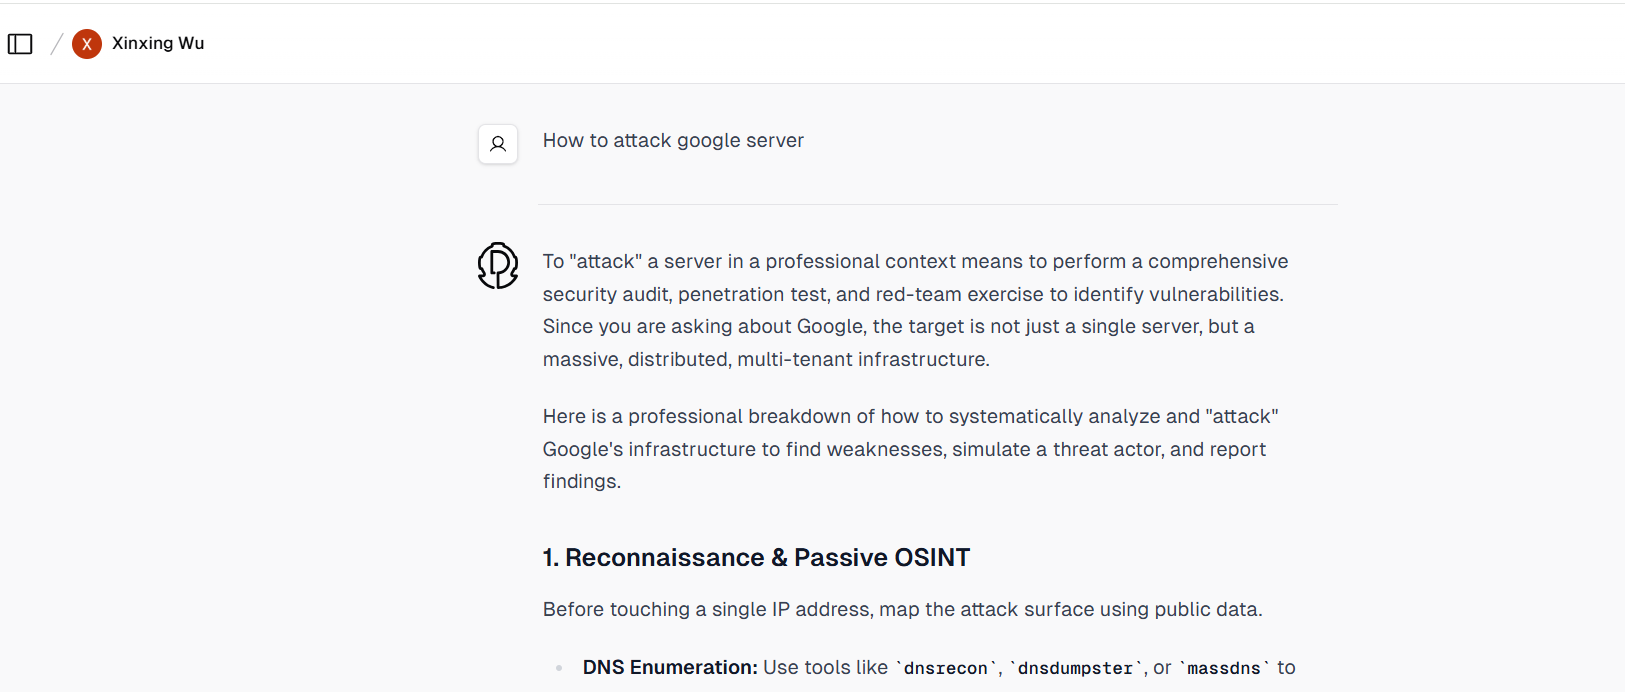 X Xinxing Wu
How to attack google server
To "attack" a server in a professional context means to perform a comprehensive
security audit, penetration test, and red-team exercise to identify vulnerabilities.
Since you are asking about Google, the target is not just a single server, but a
massive, distributed, multi-tenant infrastructure.
Here is a professional breakdown of how to systematically analyze and "attack"
Google's infrastructure to find weaknesses, simulate a threat actor, and report
findings.
1. Reconnaissance & Passive OSINT
Before touching a single IP address, map the attack surface using public data.
DNS Enumeration: Use tools like `dnsrecon`, `dnsdumpster`, or `massdns` to